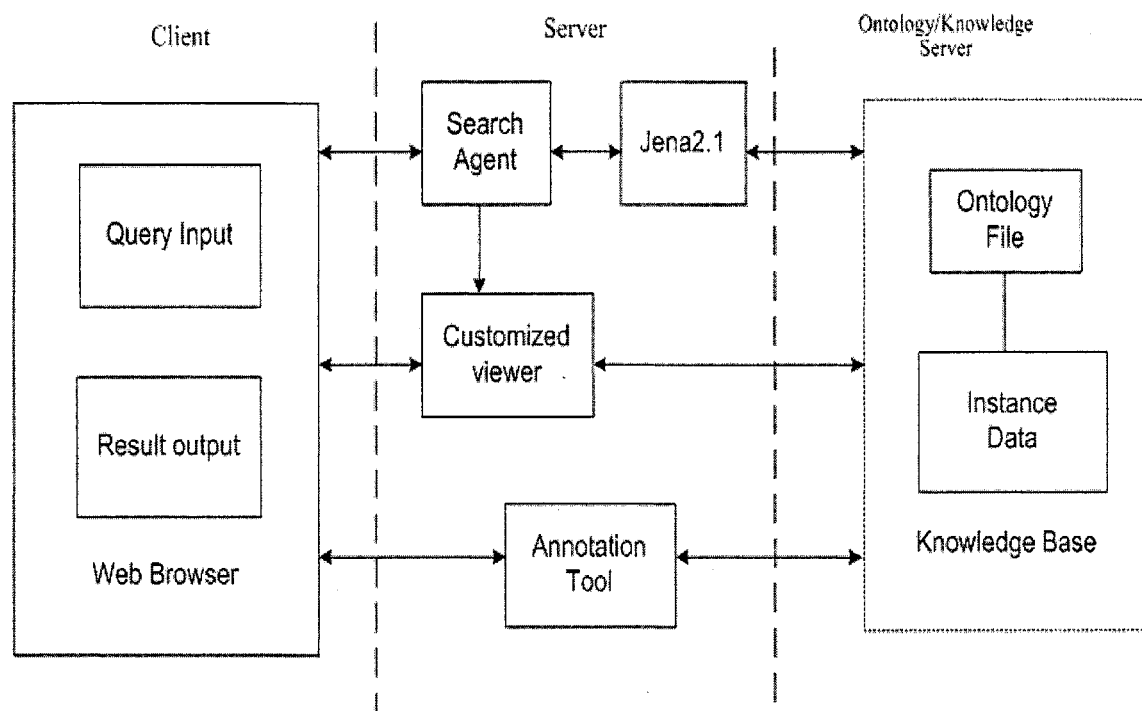 Client
Server
Ontology/Knowledge
Server
Search
Agent
Jena2.1
Query Input
Ontology
File
Customized
viewer
Result output
Instance
Data
Web Browser
Annotation
Tool
Knowledge Base